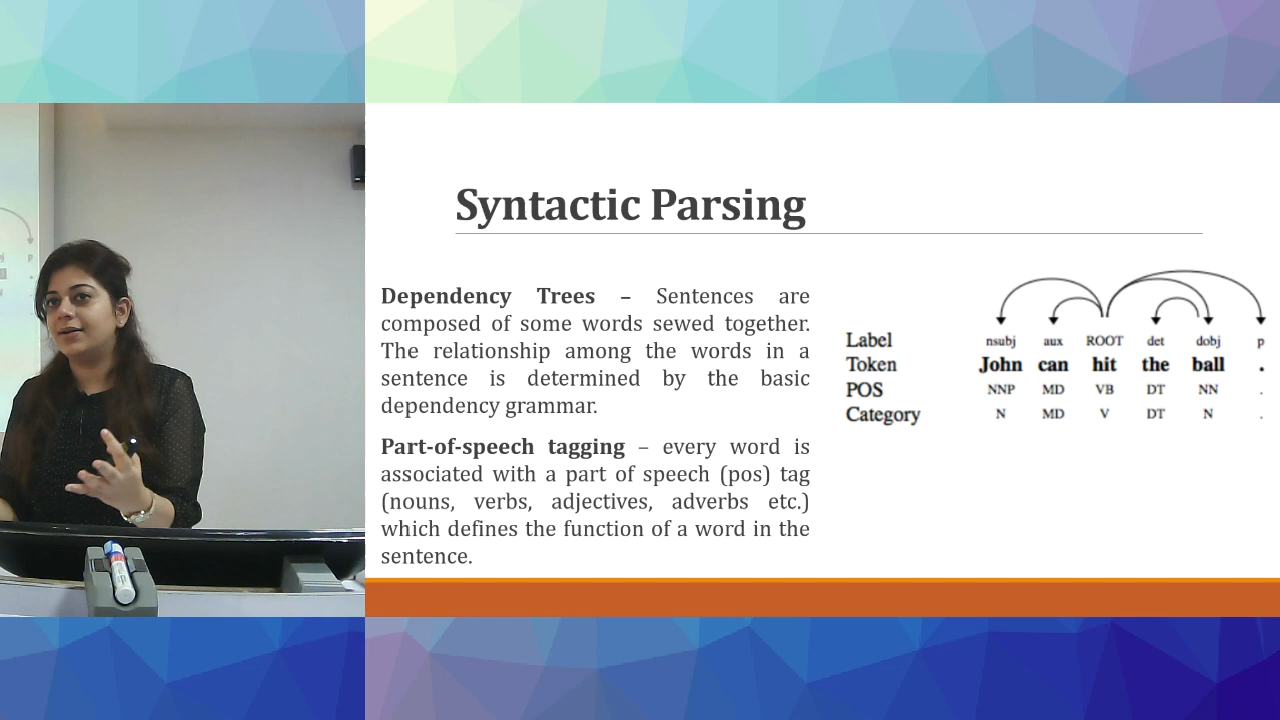 Syntactic Parsing
Dependency Trees – Sentences are
composed of some words sewed together.
The relationship among the words in a
sentence is determined by the basic
dependency grammar.
Part-of-speech tagging – every word is
associated with a part of speech (pos) tag
(nouns, verbs, adjectives, adverbs etc.)
which defines the function of a word in the
sentence.
Label nsubj aux ROOT det dobj p
Token John can hit the ball .
POS NNP MD VB DT NN .
Category N MD V DT N .